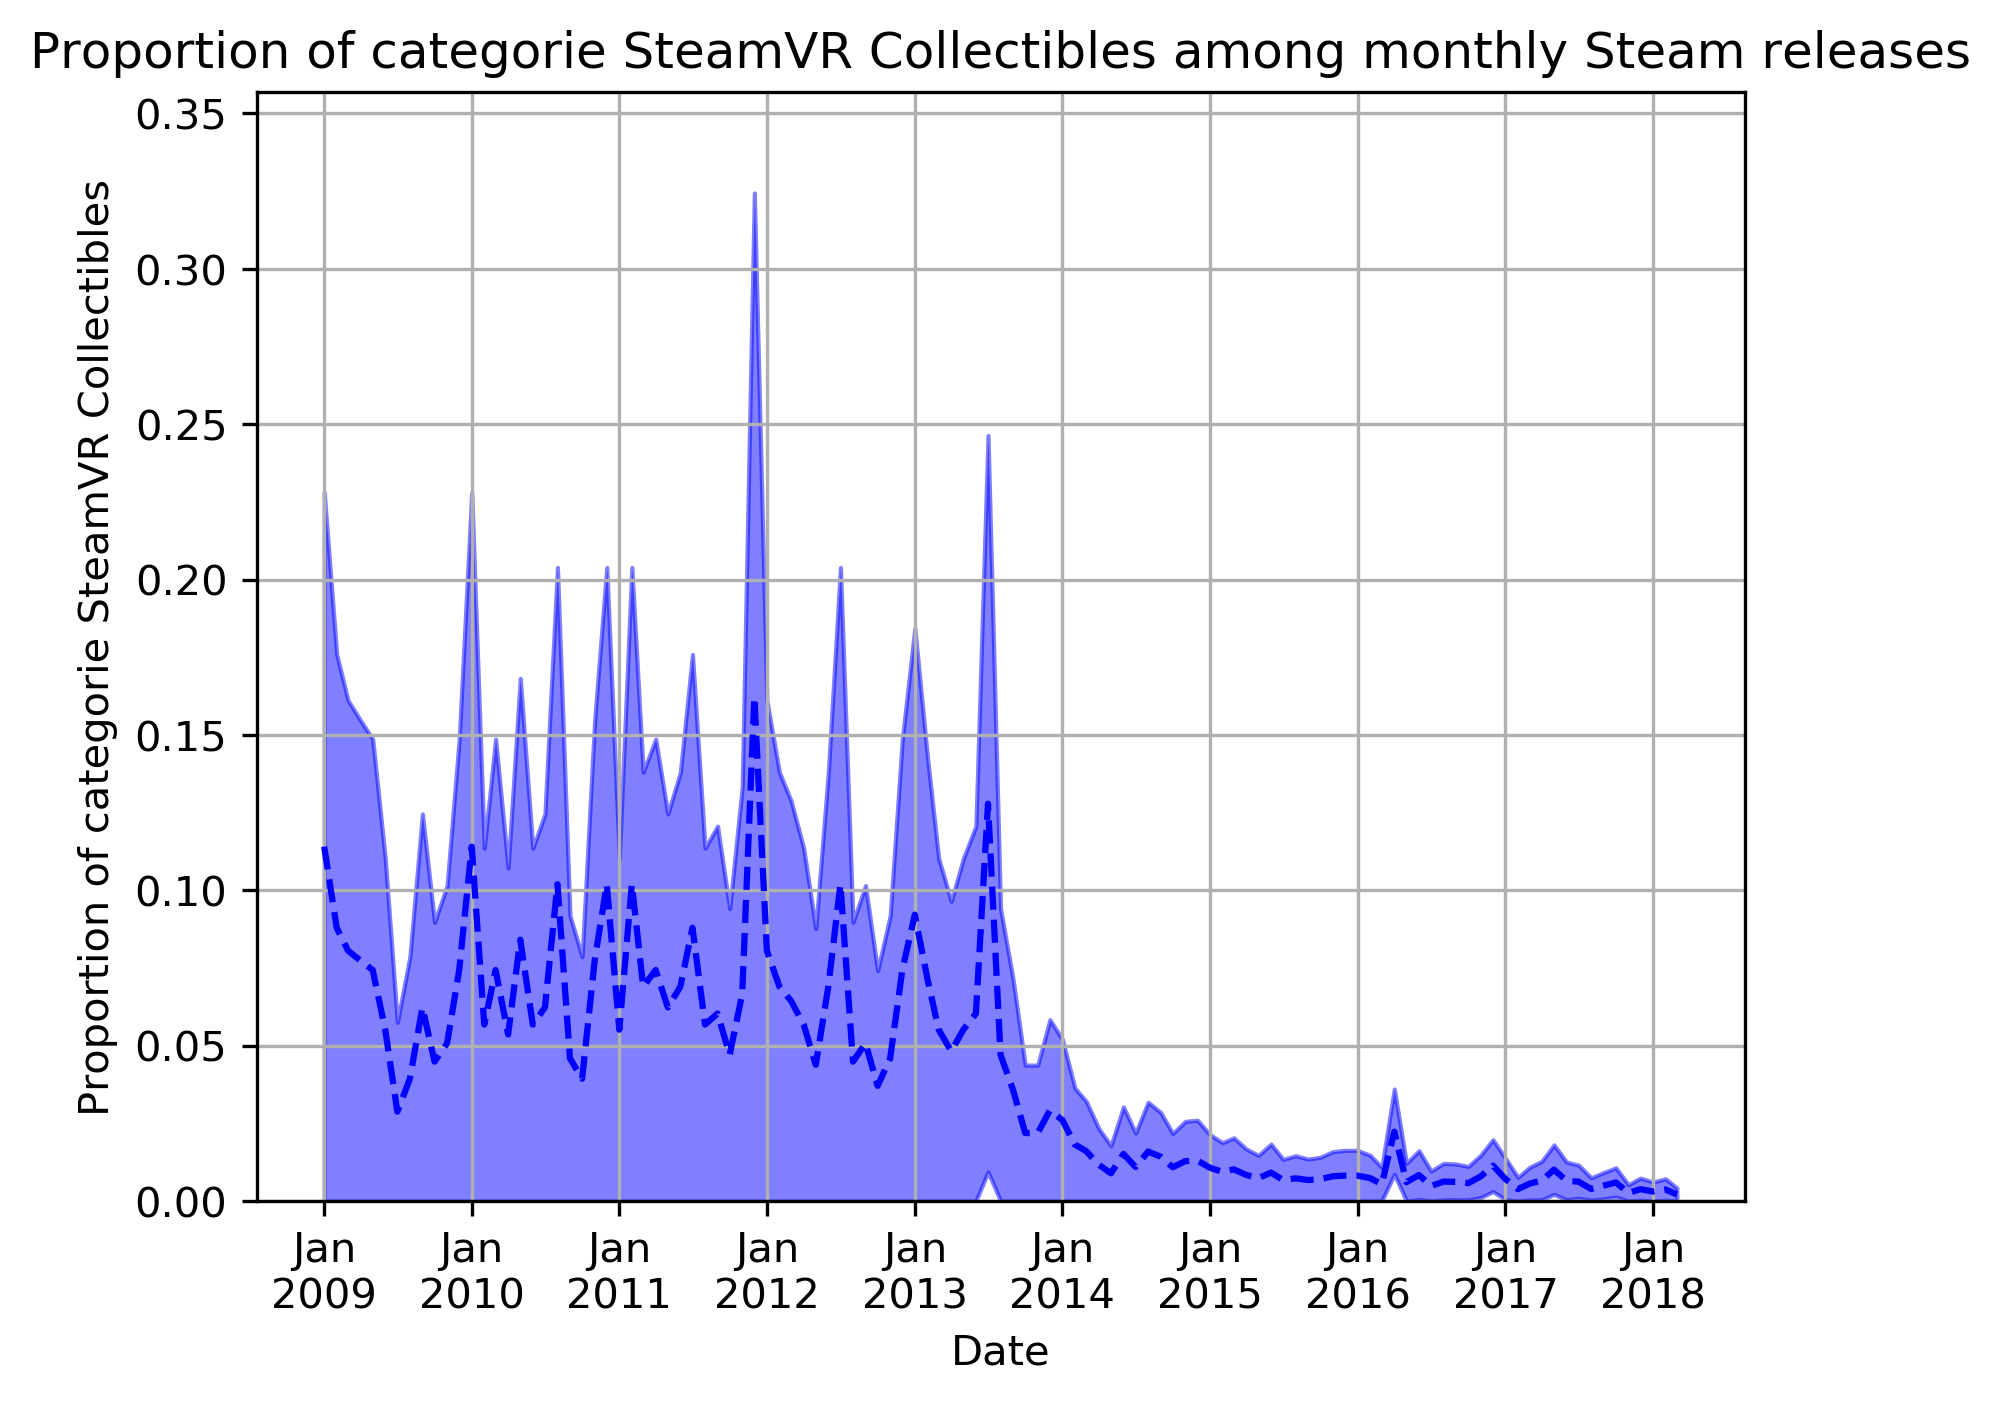 Proportion of categorie SteamVR Collectibles among monthly Steam releases
Proportion of categorie SteamVR Collectibles
0.35
0.30
0.25
0.20
0.15
0.10
0.05
0.00
Jan Jan Jan Jan Jan Jan Jan Jan Jan Jan
2009 2010 2011 2012 2013 2014 2015 2016 2017 2018
Date